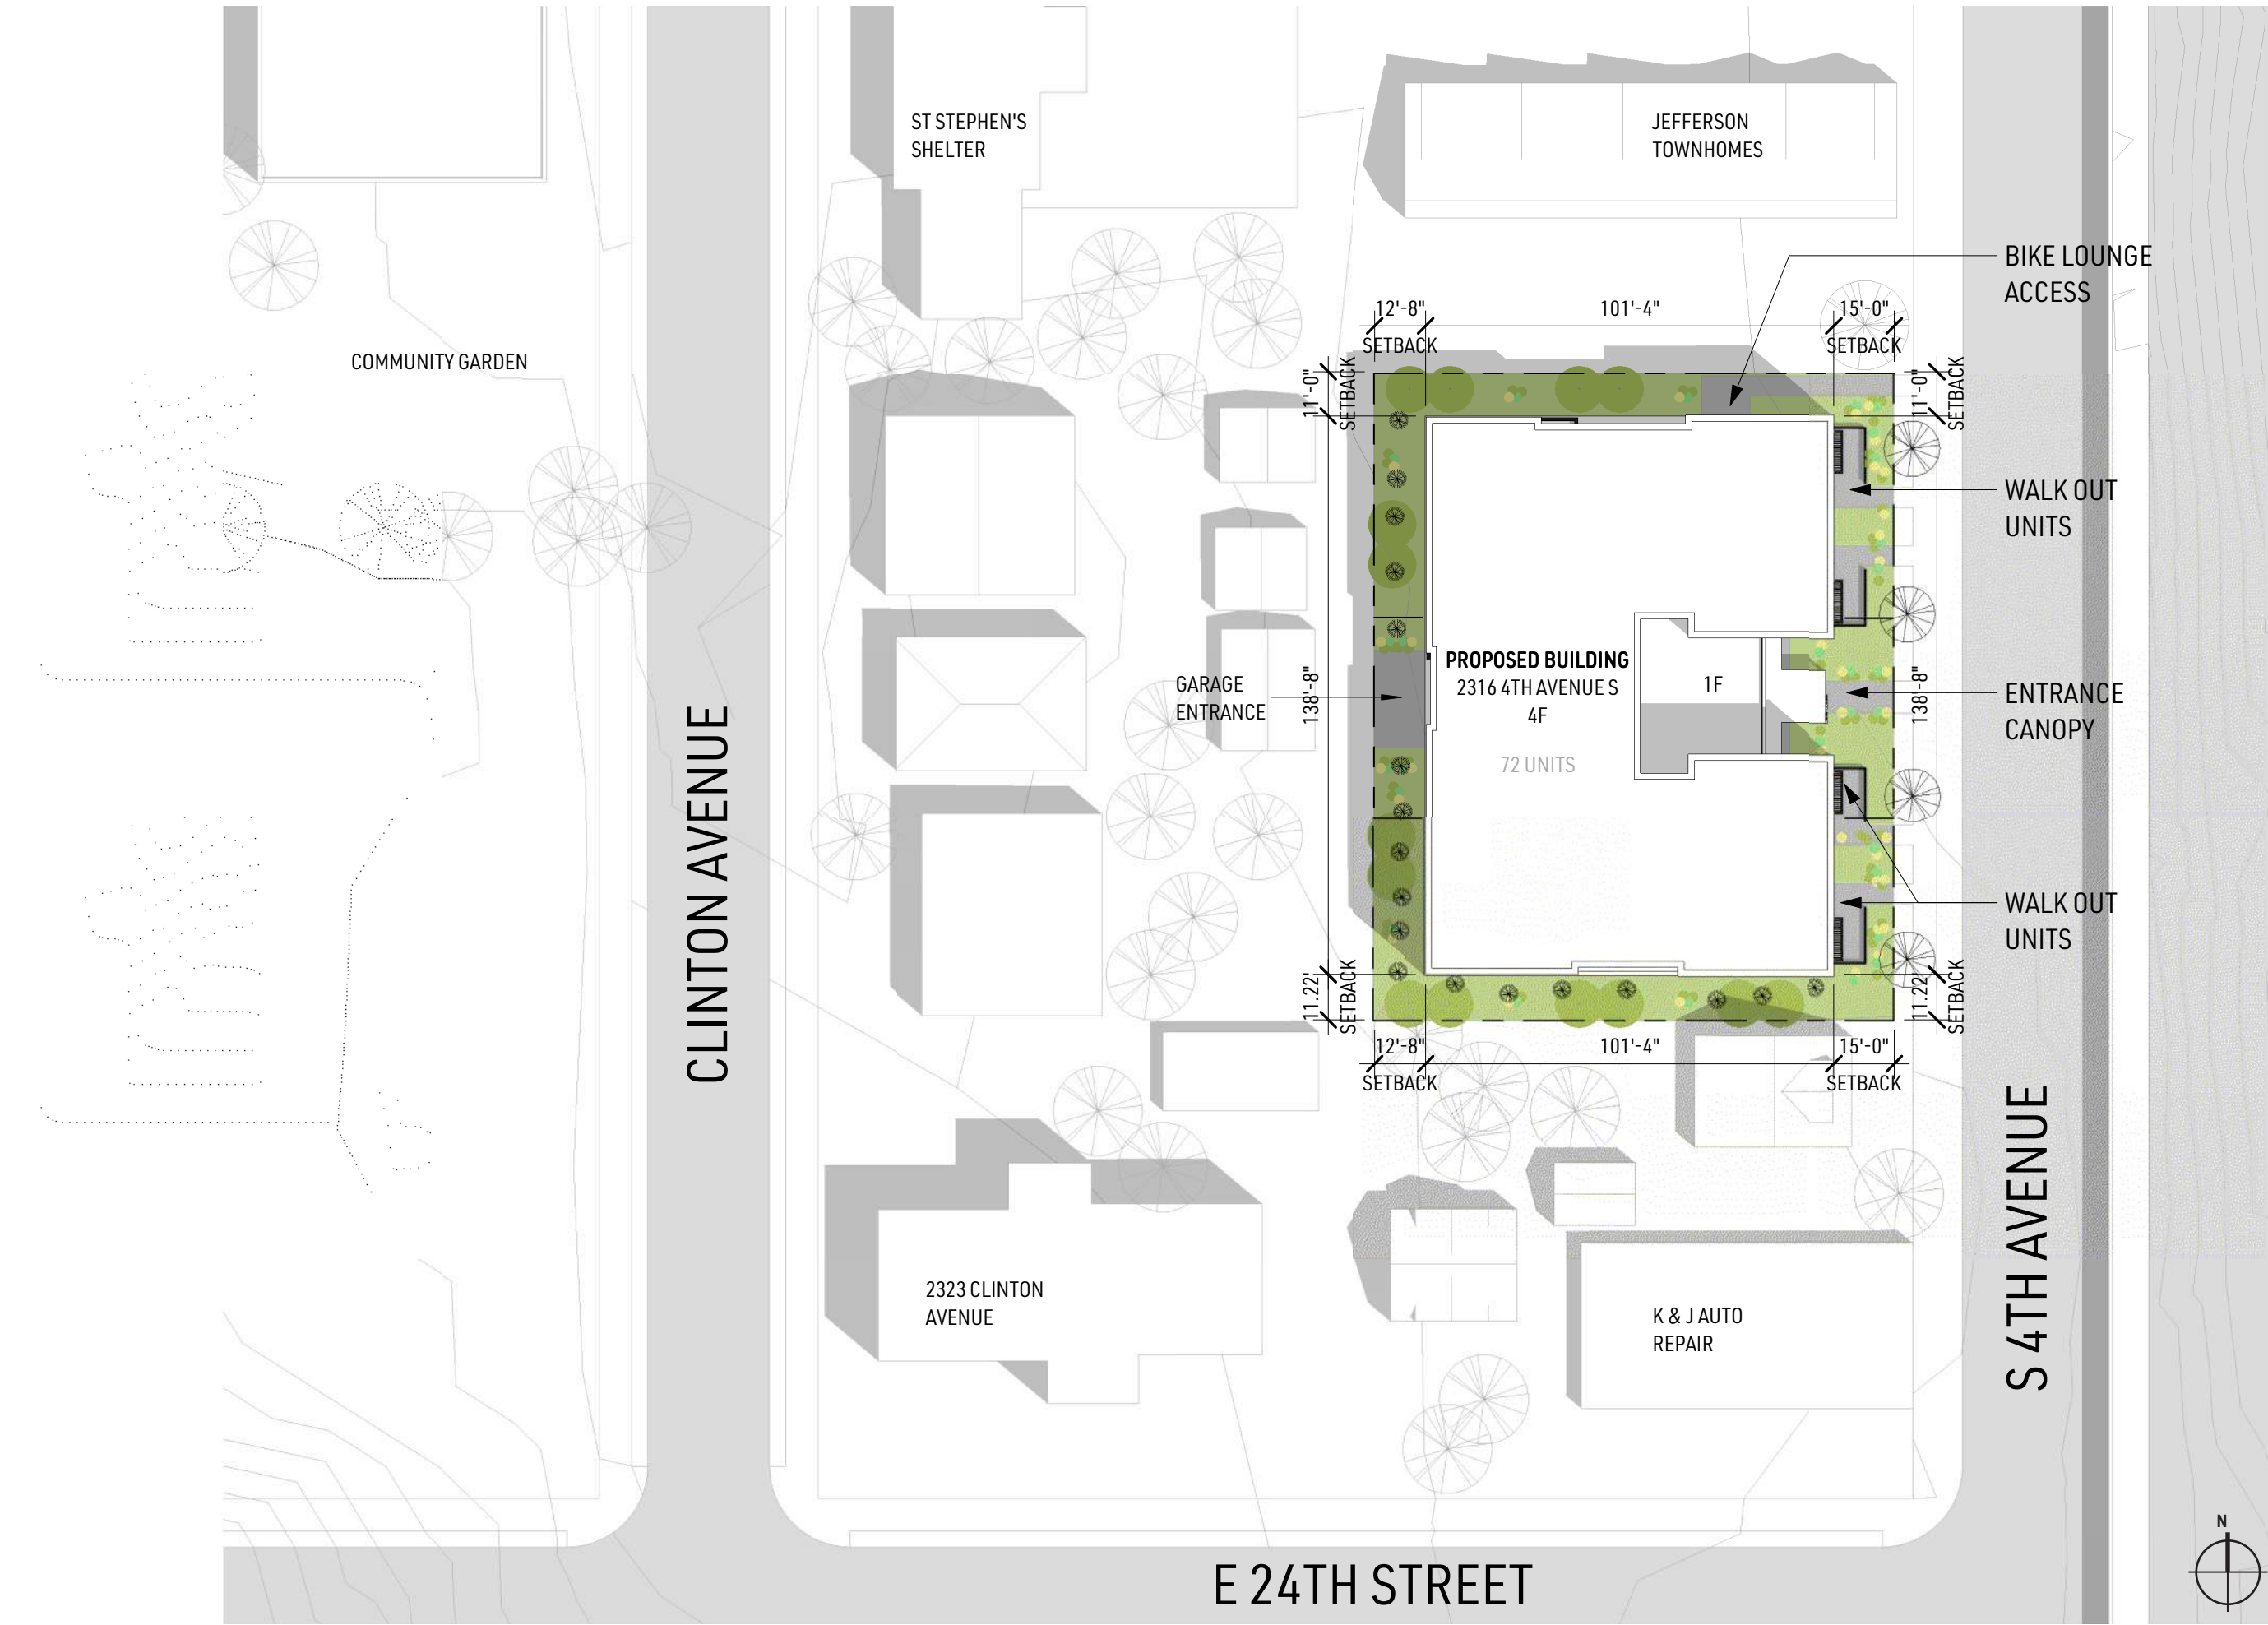 ST STEPHEN'S
SHELTER
JEFFERSON
TOWNHOMES
BIKE LOUNGE
ACCESS
12'-8"
101'-4"
15'-0"
SETBACK
SETBACK
11'-0"
SETBACK
11'-0"
SETBACK
COMMUNITY GARDEN
WALK OUT
UNITS
PROPOSED BUILDING
2316 4TH AVENUE S
4F
72 UNITS
1F
GARAGE
ENTRANCE
138'-8"
138'-8"
ENTRANCE
CANOPY
CLINTON AVENUE
WALK OUT
UNITS
11.22'
SETBACK
11.22'
SETBACK
12'-8"
101'-4"
15'-0"
SETBACK
SETBACK
S 4TH AVENUE
2323 CLINTON
AVENUE
K & J AUTO
REPAIR
N
E 24TH STREET